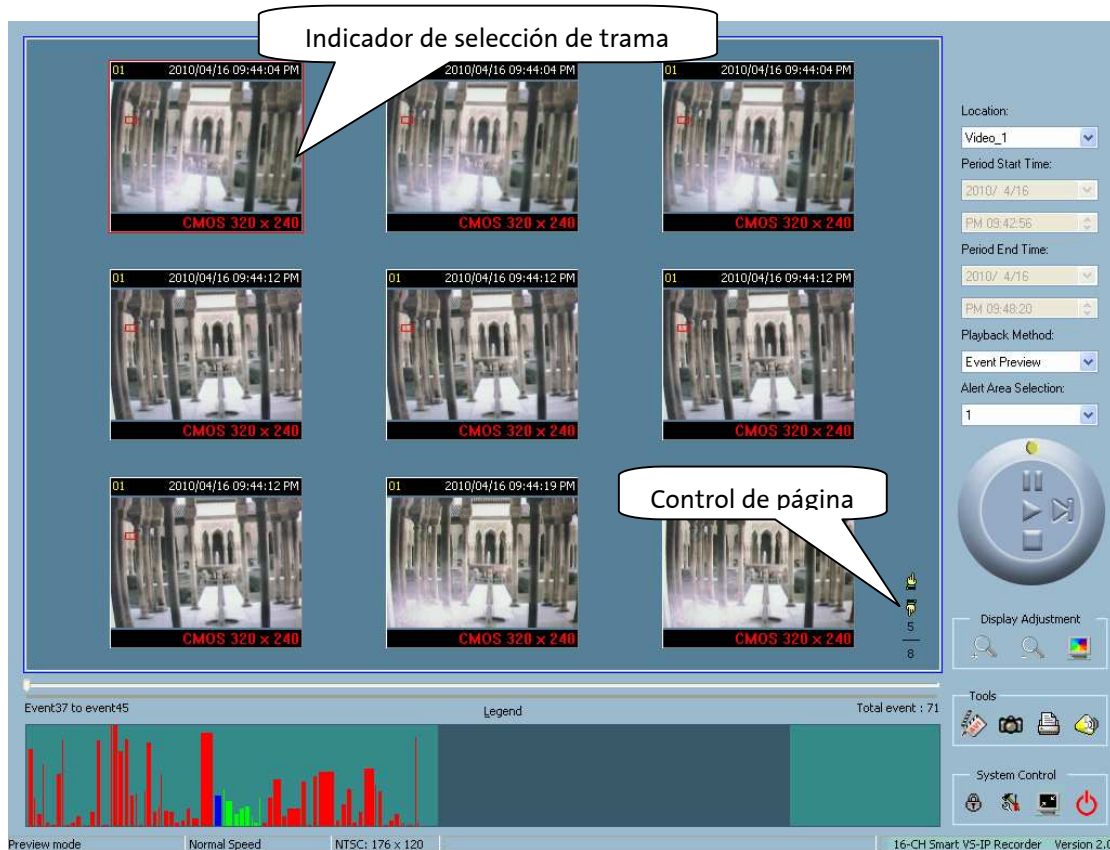 Indicador de selección de trama
01 2010/04/16 09:44:04 PM
2010/04/16 09:44:04 PM
01 2010/04/16 09:44:04 PM
CMOS 320 x 240
CMOS 320 x 240
CMOS 320 x 240
01 2010/04/16 09:44:12 PM
01 2010/04/16 09:44:12 PM
01 2010/04/16 09:44:12 PM
CMOS 320 x 240
CMOS 320 x 240
CMOS 320 x 240
01 2010/04/16 09:44:12 PM
01 2010/04/16 09:44:19 PM
Control de página
CMOS 320 x 240
CMOS 320 x 240
CMOS 320 x 240
5
8
Location:
Video_1
Period Start Time:
2010/ 4/16
PM 09:42:56
Period End Time:
2010/ 4/16
PM 09:48:20
Playback Method:
Event Preview
Alert Area Selection:
1
Display Adjustment
Tools
System Control
Event37 to event45
Legend
Total event : 71
Preview mode
Normal Speed
NTSC: 176 x 120
16-CH Smart VS-IP Recorder Version 2.0